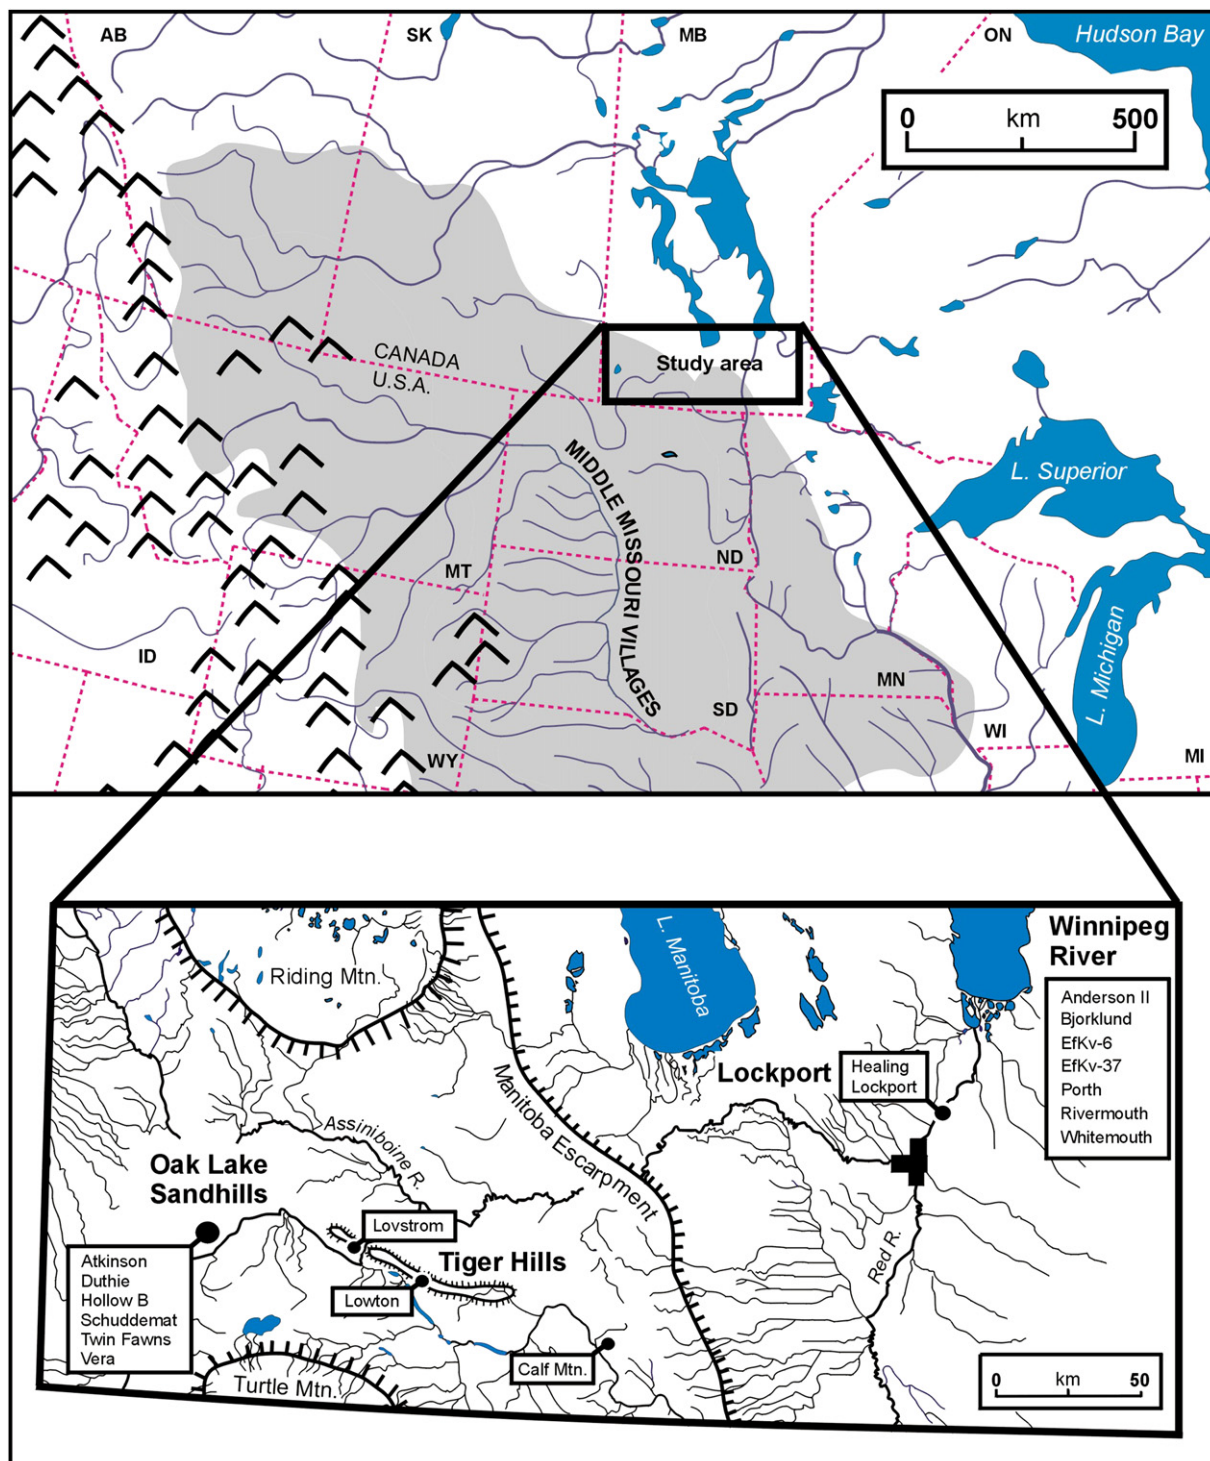 AB
SK
MB
ON
Hudson Bay
0 km 500
CANADA
U.S.A.
Study area
MIDDLE MISSOURI VILLAGES
L. Superior
L. Michigan
MT
ND
ID
SD
MN
WY
WI
MI
L. Manitoba
Winnipeg
River
Riding Mtn.
Anderson II
Bjorklund
EfKv-6
EfKv-37
Porth
Rivermouth
Whitemouth
Lockport
Healing
Lockport
Manitoba Escarpment
Assiniboine R.
Oak Lake
Sandhills
Lovstrom
Tiger Hills
Red R.
Atkinson
Duthie
Hollow B
Schuddemat
Twin Fawns
Vera
Lowton
Calf Mtn.
Turtle Mtn.
0 km 50